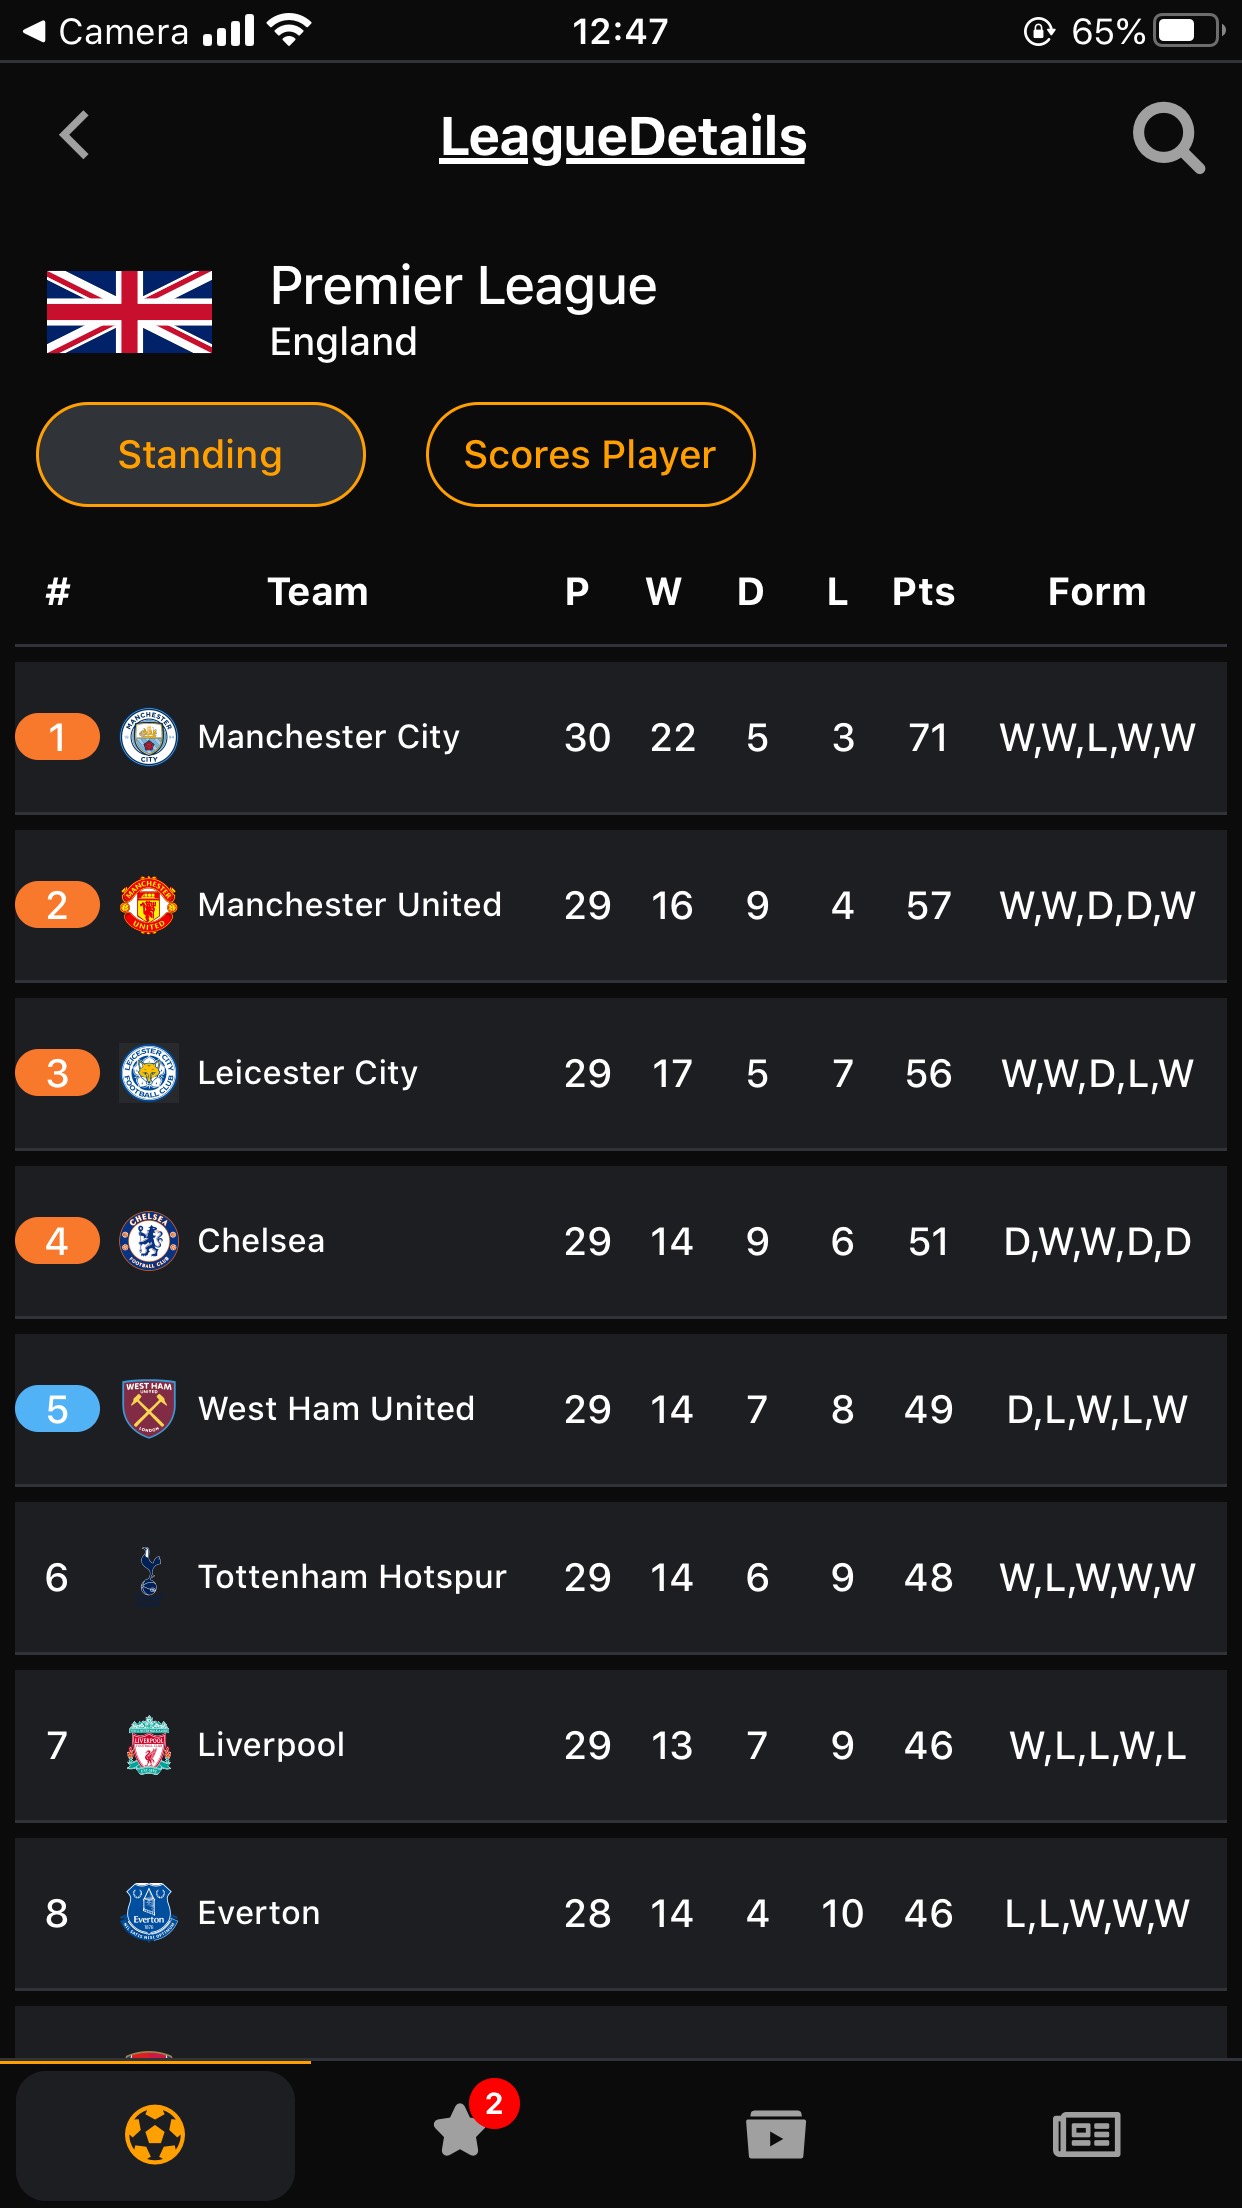 Camera 12:47 65%
LeagueDetails
Premier League
England
Standing Scores Player
# Team P W D L Pts Form
1 Manchester City 30 22 5 3 71 W,W,L,W,W
2 Manchester United 29 16 9 4 57 W,W,D,D,W
3 Leicester City 29 17 5 7 56 W,W,D,L,W
4 Chelsea 29 14 9 6 51 D,W,W,D,D
5 West Ham United 29 14 7 8 49 D,L,W,L,W
6 Tottenham Hotspur 29 14 6 9 48 W,L,W,W,W
7 Liverpool 29 13 7 9 46 W,L,L,W,L
8 Everton 28 14 4 10 46 L,L,W,W,W
2